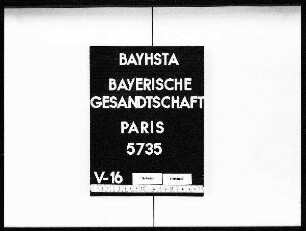 BAYHSTA
BAYERISCHE
GESANDTSCHAFT
PARIS
5735
V-16